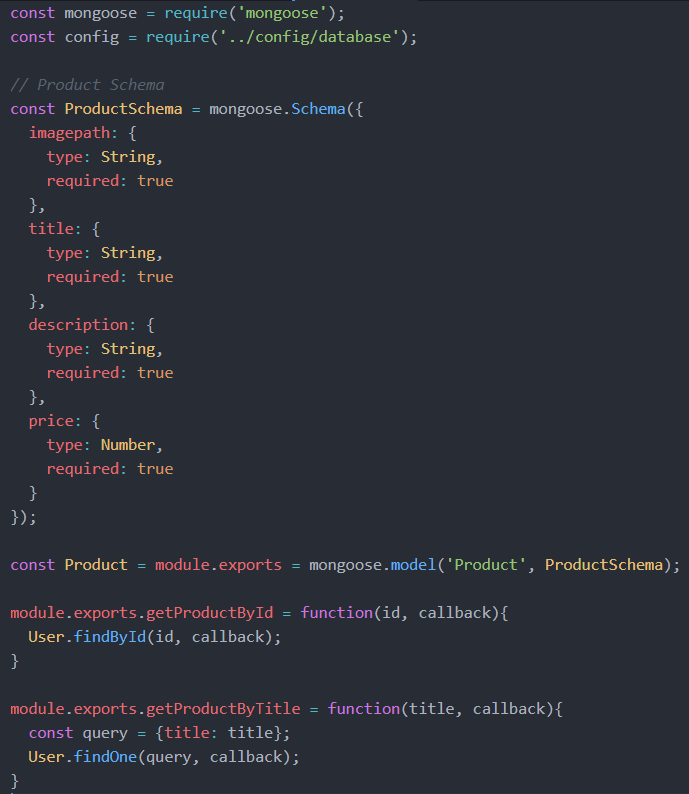 const mongoose = require('mongoose');
const config = require('../config/database');

// Product Schema
const ProductSchema = mongoose.Schema({
  imagepath: {
    type: String,
    required: true
  },
  title: {
    type: String,
    required: true
  },
  description: {
    type: String,
    required: true
  },
  price: {
    type: Number,
    required: true
  }
});

const Product = module.exports = mongoose.model('Product', ProductSchema);

module.exports.getProductById = function(id, callback){
  User.findById(id, callback);
}

module.exports.getProductByTitle = function(title, callback){
  const query = {title: title};
  User.findOne(query, callback);
}